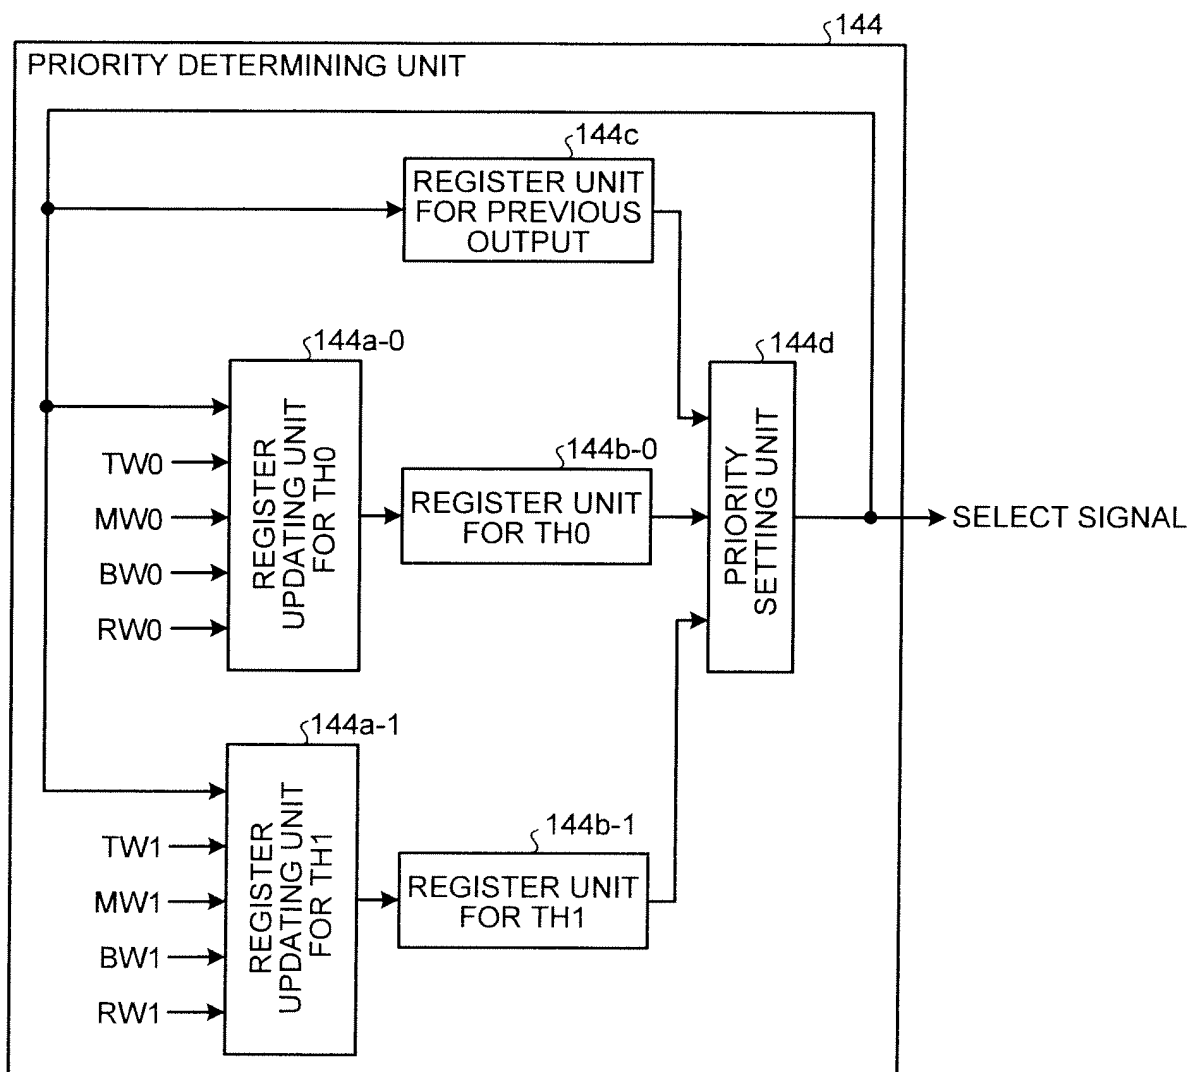 144
PRIORITY DETERMINING UNIT
144c
REGISTER UNIT
FOR PREVIOUS
OUTPUT
144a-0
144d
REGISTER
UPDATING UNIT
FOR TH0
TW0
MW0
BW0
RW0
144b-0
REGISTER UNIT
FOR TH0
PRIORITY
SETTING UNIT
SELECT SIGNAL
144a-1
REGISTER
UPDATING UNIT
FOR TH1
TW1
MW1
BW1
RW1
144b-1
REGISTER UNIT
FOR TH1